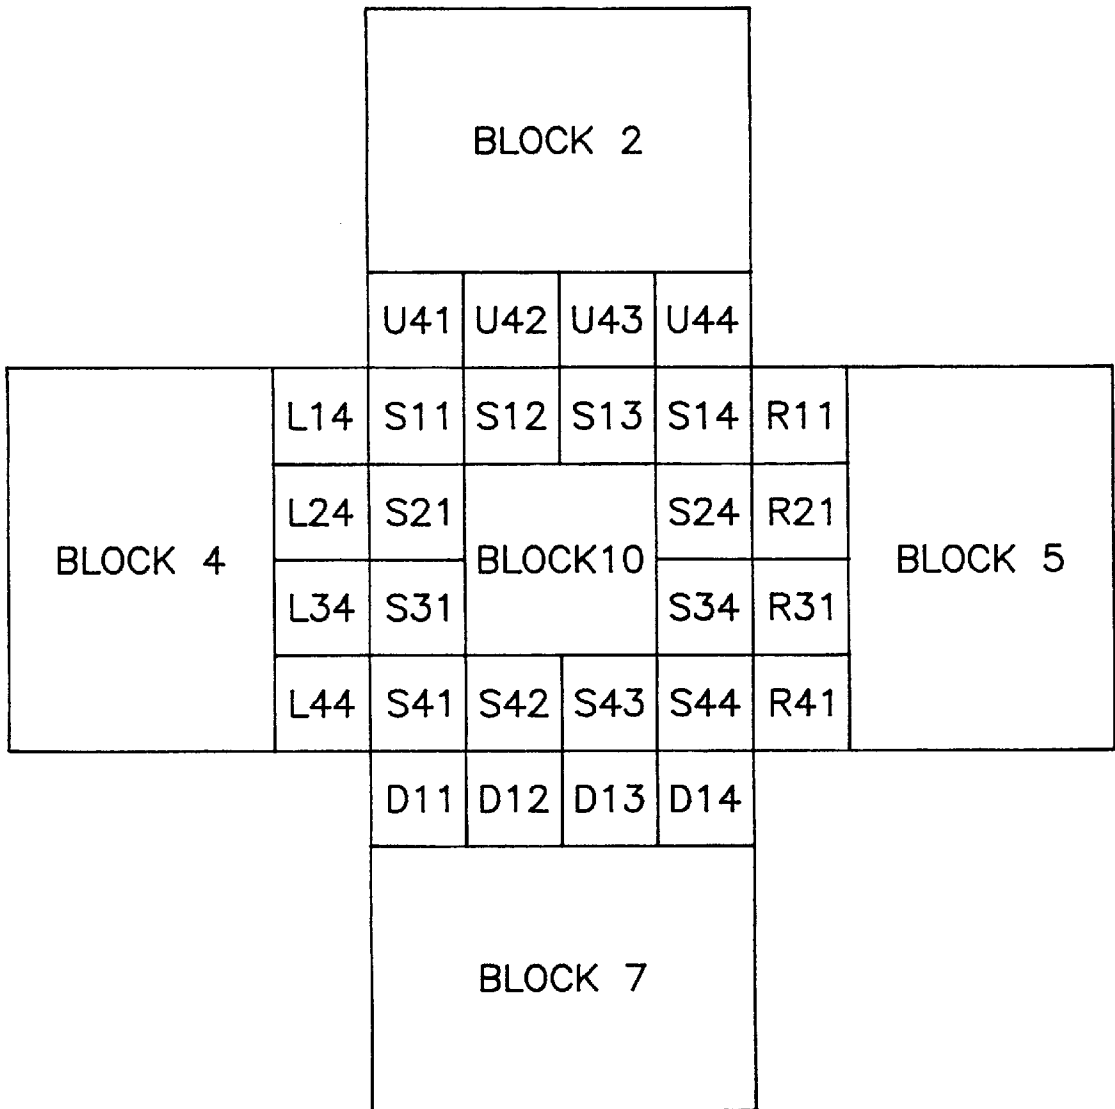 BLOCK 2
U41 U42 U43 U44
L14 S11 S12 S13 S14 R11
L24 S21 S24 R21
BLOCK 4 BLOCK10 BLOCK 5
L34 S31 S34 R31
L44 S41 S42 S43 S44 R41
D11 D12 D13 D14
BLOCK 7